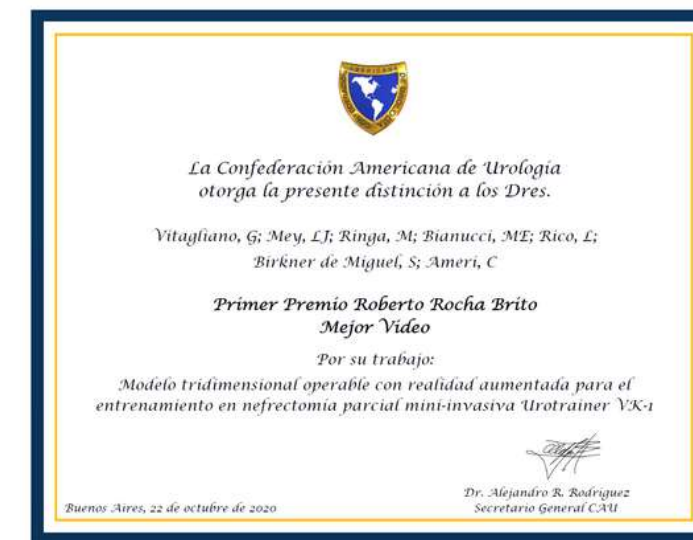 La Confederación Americana de Urología
otorga la presente distinción a los Dres.
Vitagliano, G; Mey, LJ; Ringa, M; Bianucci, ME; Rico, L;
Birkner de Miguel, S; Ameri, C
Primer Premio Roberto Rocha Brito
Mejor Video
Por su trabajo:
Modelo tridimensional operable con realidad aumentada para el
entrenamiento en nefrectomía parcial mini-invasiva Urotrainer VK-1
Dr. Alejandro R. Rodriguez
Buenos Aires, 22 de octubre de 2020
Secretario General CAU